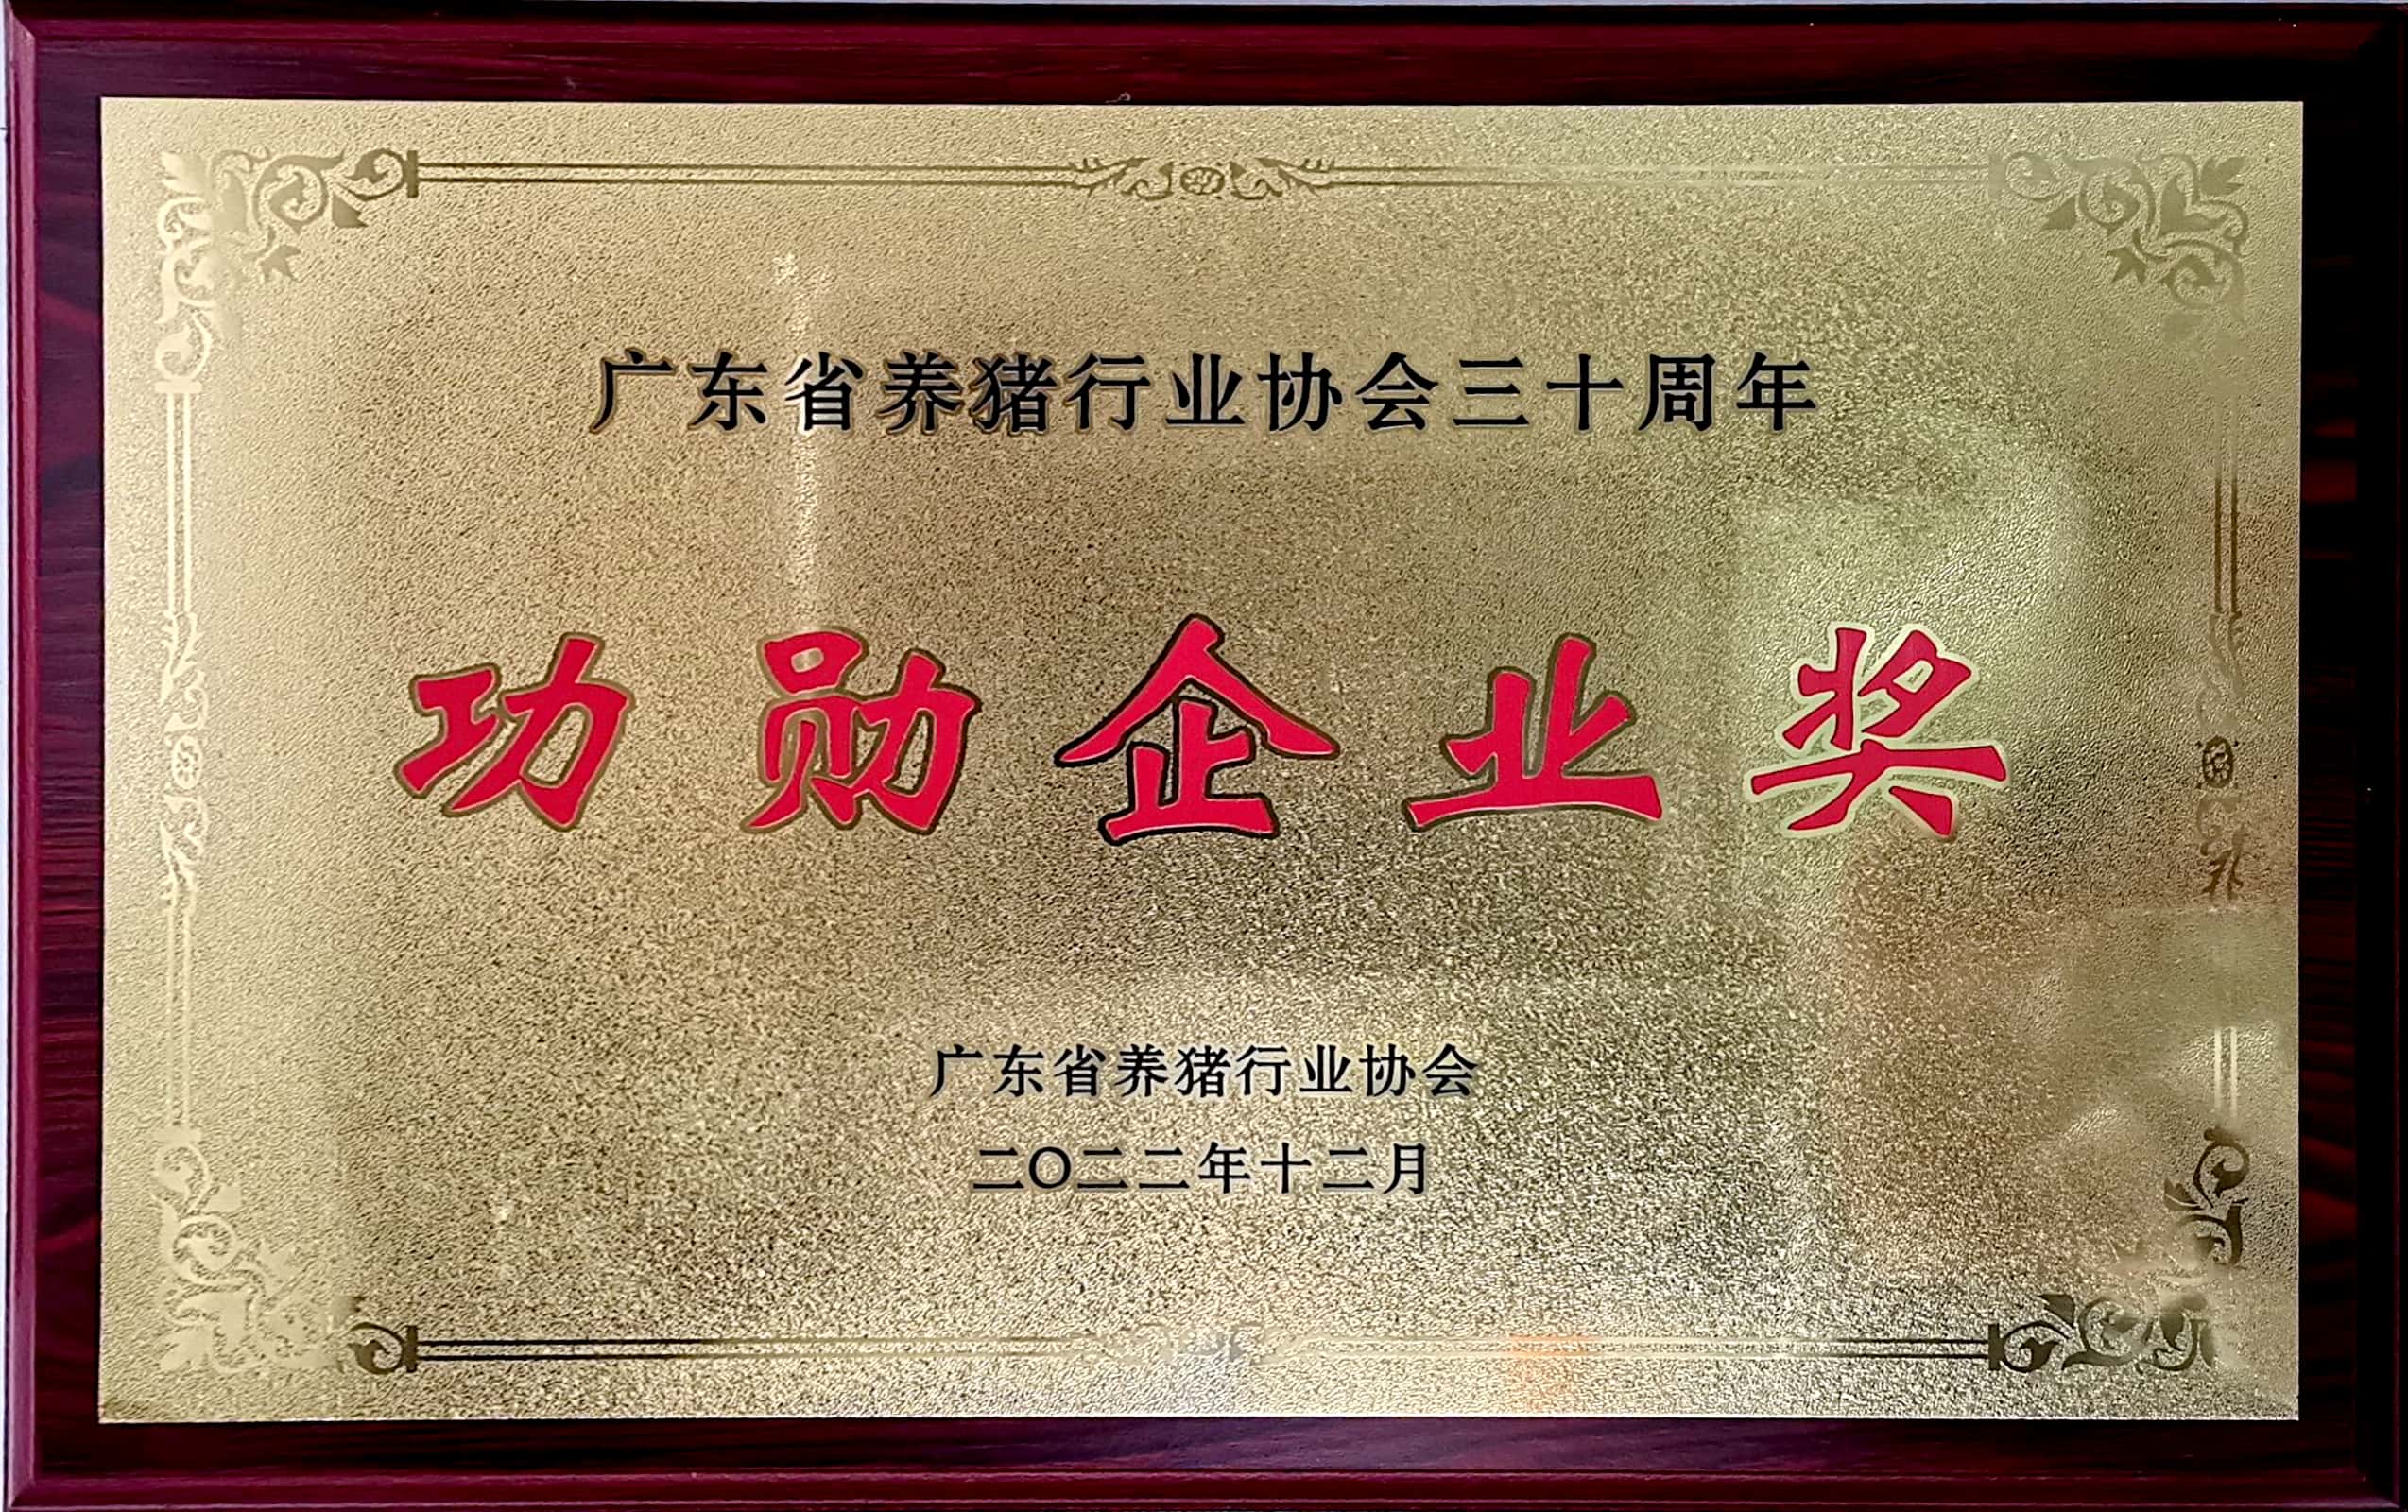 广东省养猪行业协会三十周年
功勋企业奖
广东省养猪行业协会
二〇二二年十二月